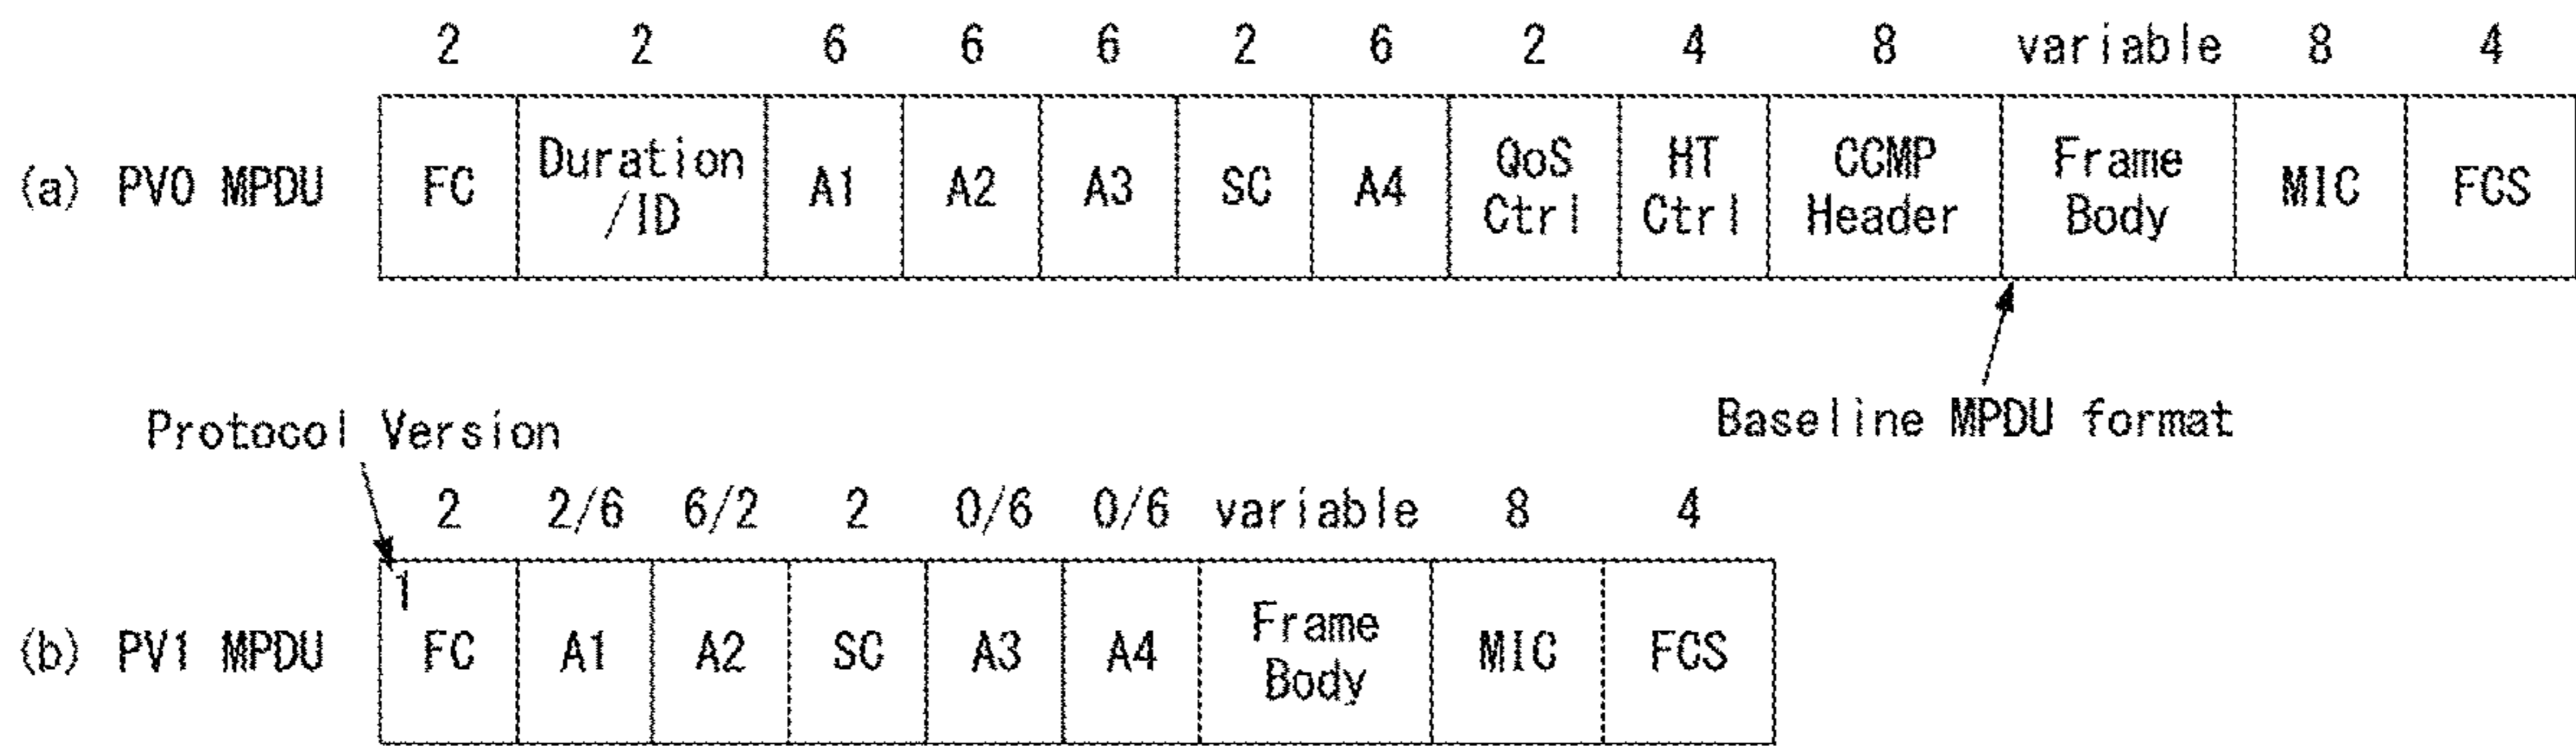 2 2 6 6 6 2 6 2 4 8 variable 8 4
(a) PV0 MPDU FC Duration /ID A1 A2 A3 SC A4 QoS Ctrl HT Ctrl CCMP Header Frame Body MIC FCS
Baseline MPDU format
Protocol Version
2 2/6 6/2 2 0/6 0/6 variable 8 4
1
(b) PV1 MPDU FC A1 A2 SC A3 A4 Frame Body MIC FCS